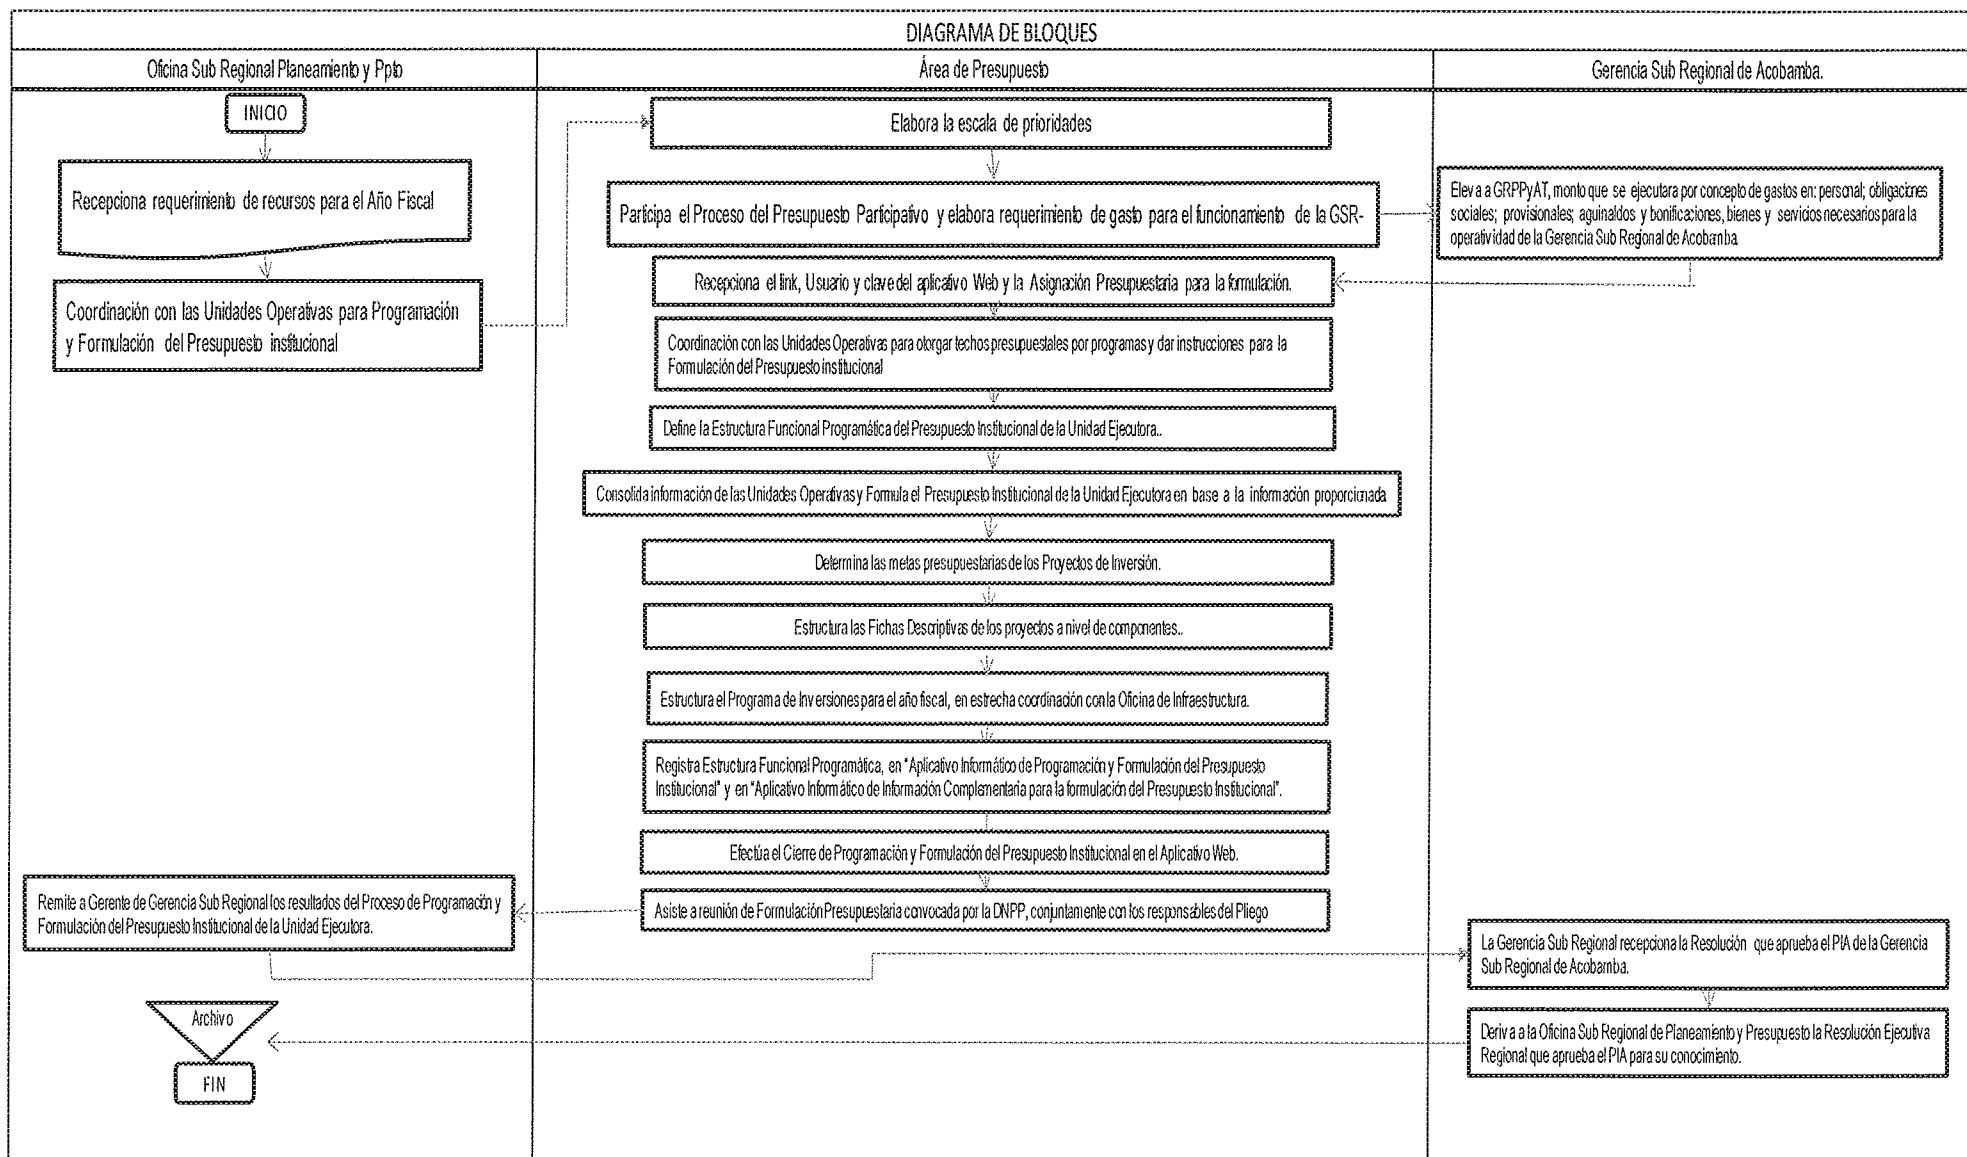 DIAGRAMA DE BLOQUES
Oficina Sub Regional Planeamiento y Ppto
Área de Presupuesto
Gerencia Sub Regional de Acobamba.
INICIO
Recepciona requerimiento de recursos para el Año Fiscal
Coordinación con las Unidades Operativas para Programación
y Formulación del Presupuesto institucional
Elabora la escala de prioridades
Participa el Proceso del Presupuesto Participativo y elabora requerimiento de gasto para el funcionamiento de la GSR-
Eleva a GRPPyAT, monto que se ejecutara por concepto de gastos en: personal; obligaciones
sociales; provisionales; aguinaldos y bonificaciones, bienes y servicios necesarios para la
operatividad de la Gerencia Sub Regional de Acobamba
Recepciona el link, Usuario y clave del aplicativo Web y la Asignación Presupuestaria para la formulación.
Coordinación con las Unidades Operativas para otorgar techos presupuestales por programas y dar instrucciones para la
Formulación del Presupuesto institucional
Define la Estructura Funcional Programática del Presupuesto Institucional de la Unidad Ejecutora..
Consolida información de las Unidades Operativas y Formula el Presupuesto Institucional de la Unidad Ejecutora en base a la información proporcionada
Determina las metas presupuestarias de los Proyectos de Inversión.
Estructura las Fichas Descriptivas de los proyectos a nivel de componentes..
Estructura el Programa de Inversiones para el año fiscal, en estrecha coordinación con la Oficina de Infraestructura.
Registra Estructura Funcional Programática, en "Aplicativo Informático de Programación y Formulación del Presupuesto
Institucional" y en "Aplicativo Informático de Información Complementaria para la formulación del Presupuesto Institucional".
Efectúa el Cierre de Programación y Formulación del Presupuesto Institucional en el Aplicativo Web.
Asiste a reunión de Formulación Presupuestaria convocada por la DNPP, conjuntamente con los responsables del Pliego
Remite a Gerente de Gerencia Sub Regional los resultados del Proceso de Programación y
Formulación del Presupuesto Institucional de la Unidad Ejecutora.
La Gerencia Sub Regional recepciona la Resolución que aprueba el PIA de la Gerencia
Sub Regional de Acobamba.
Deriva a la Oficina Sub Regional de Planeamiento y Presupuesto la Resolución Ejecutiva
Regional que aprueba el PIA para su conocimiento.
Archivo
FIN